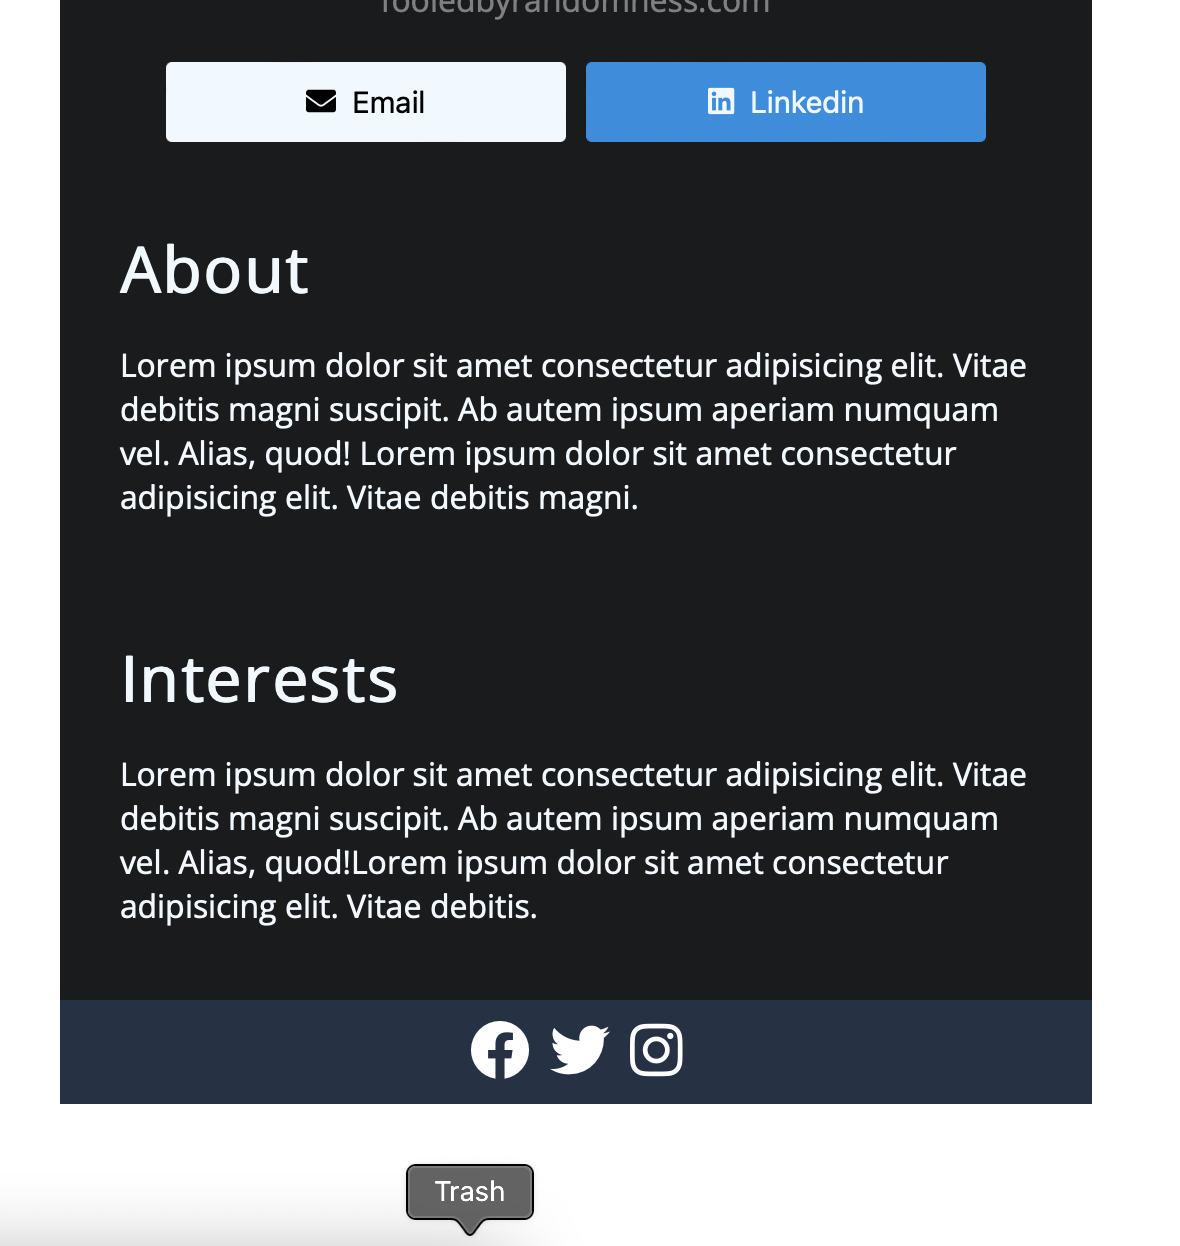 fooledbyrandomness.com
Email
Linkedin
About
Lorem ipsum dolor sit amet consectetur adipisicing elit. Vitae
debitis magni suscipit. Ab autem ipsum aperiam numquam
vel. Alias, quod! Lorem ipsum dolor sit amet consectetur
adipisicing elit. Vitae debitis magni.
Interests
Lorem ipsum dolor sit amet consectetur adipisicing elit. Vitae
debitis magni suscipit. Ab autem ipsum aperiam numquam
vel. Alias, quod!Lorem ipsum dolor sit amet consectetur
adipisicing elit. Vitae debitis.
Trash